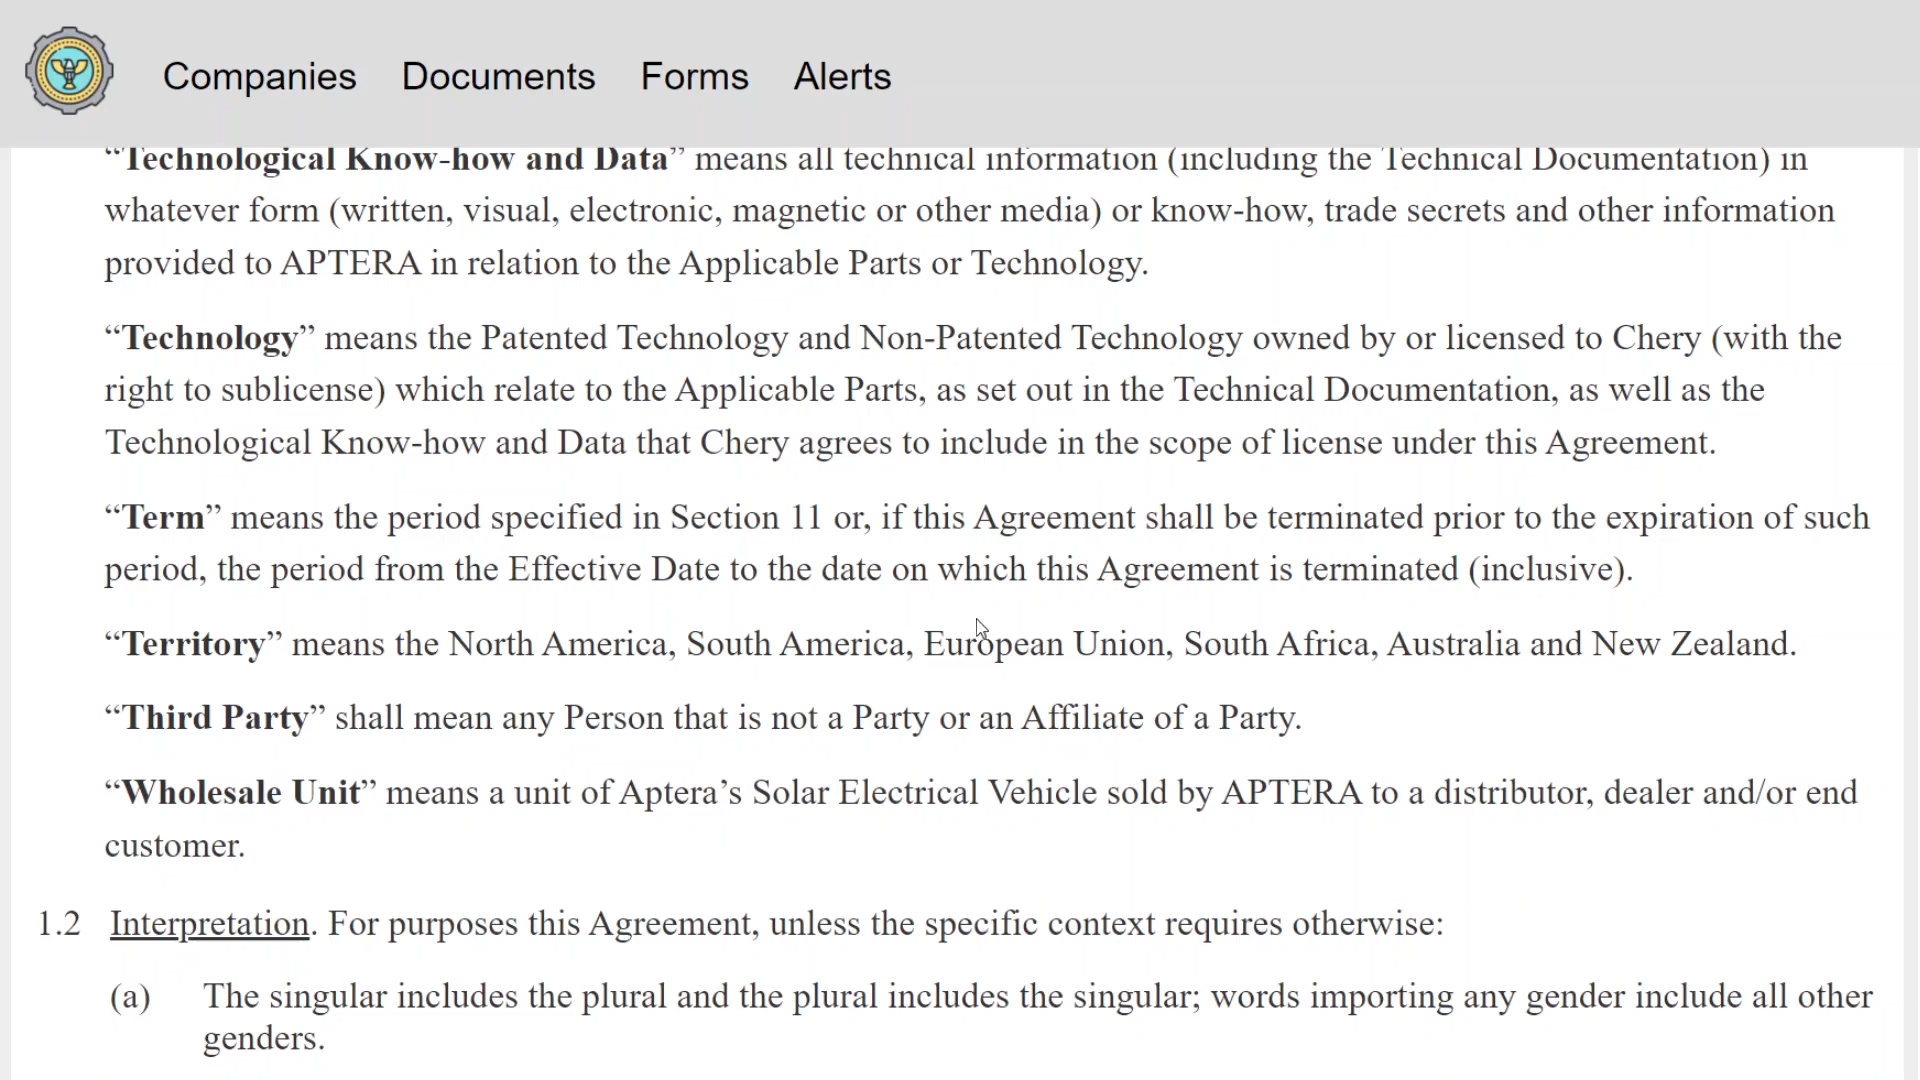 Companies Documents Forms Alerts
“Technological Know-how and Data” means all technical information (including the Technical Documentation) in
whatever form (written, visual, electronic, magnetic or other media) or know-how, trade secrets and other information
provided to APTERA in relation to the Applicable Parts or Technology.
“Technology” means the Patented Technology and Non-Patented Technology owned by or licensed to Chery (with the
right to sublicense) which relate to the Applicable Parts, as set out in the Technical Documentation, as well as the
Technological Know-how and Data that Chery agrees to include in the scope of license under this Agreement.
“Term” means the period specified in Section 11 or, if this Agreement shall be terminated prior to the expiration of such
period, the period from the Effective Date to the date on which this Agreement is terminated (inclusive).
“Territory” means the North America, South America, European Union, South Africa, Australia and New Zealand.
“Third Party” shall mean any Person that is not a Party or an Affiliate of a Party.
“Wholesale Unit” means a unit of Aptera’s Solar Electrical Vehicle sold by APTERA to a distributor, dealer and/or end
customer.
1.2 Interpretation. For purposes this Agreement, unless the specific context requires otherwise:
(a) The singular includes the plural and the plural includes the singular; words importing any gender include all other
genders.